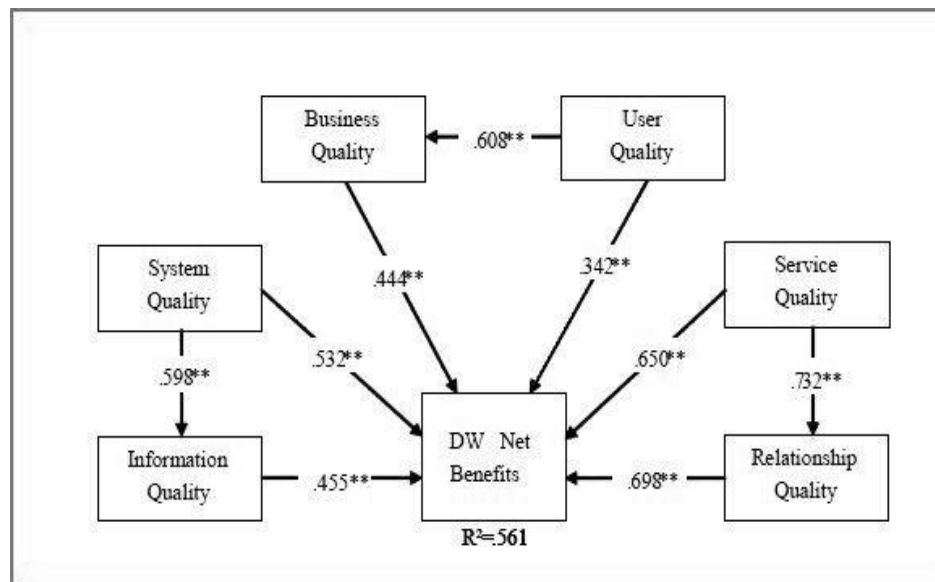 Business
Quality
User
Quality
.608**
System
Quality
Service
Quality
.444**
.342**
.532**
.650**
.598**
.732**
DW Net
Benefits
Information
Quality
.455**
.698**
Relationship
Quality
R²=.561